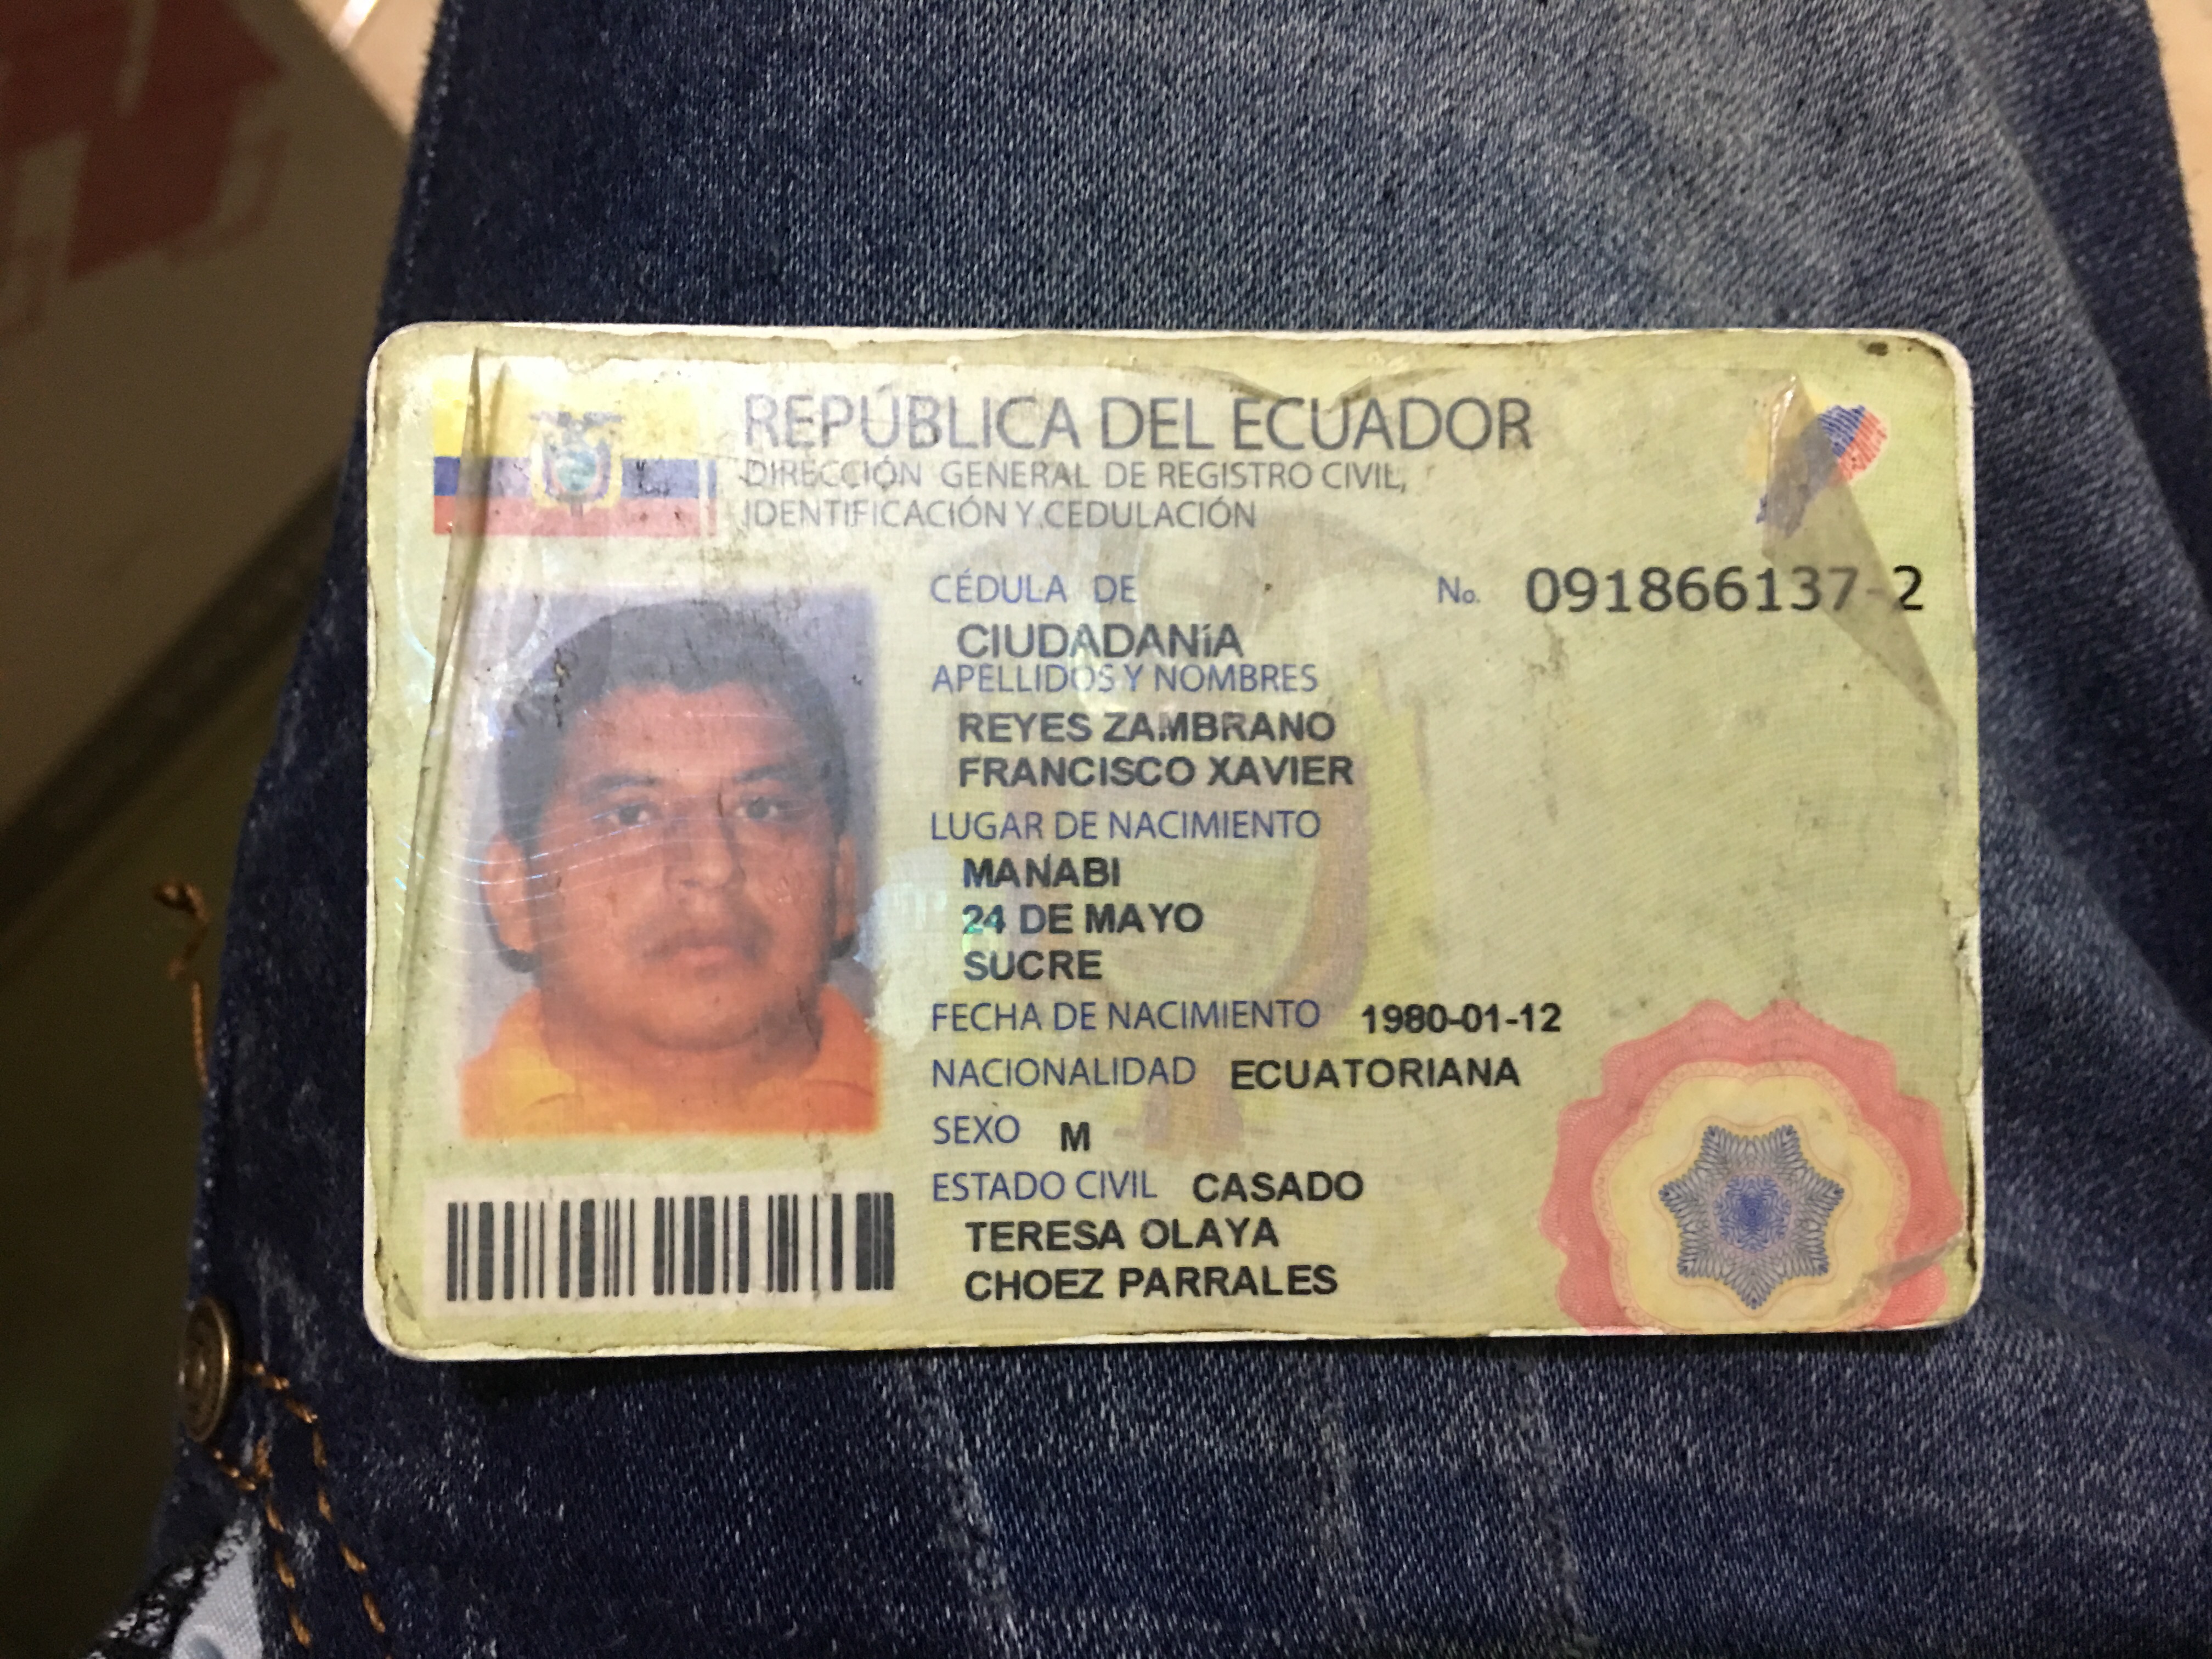 REPÚBLICA DEL ECUADOR
DIRECCIÓN GENERAL DE REGISTRO CIVIL,
IDENTIFICACIÓN Y CEDULACIÓN
CÉDULA DE No. 091866137-2
CIUDADANÍA
APELLIDOS Y NOMBRES
REYES ZAMBRANO
FRANCISCO XAVIER
LUGAR DE NACIMIENTO
MANABI
24 DE MAYO
SUCRE
FECHA DE NACIMIENTO 1980-01-12
NACIONALIDAD ECUATORIANA
SEXO M
ESTADO CIVIL CASADO
TERESA OLAYA
CHOEZ PARRALES